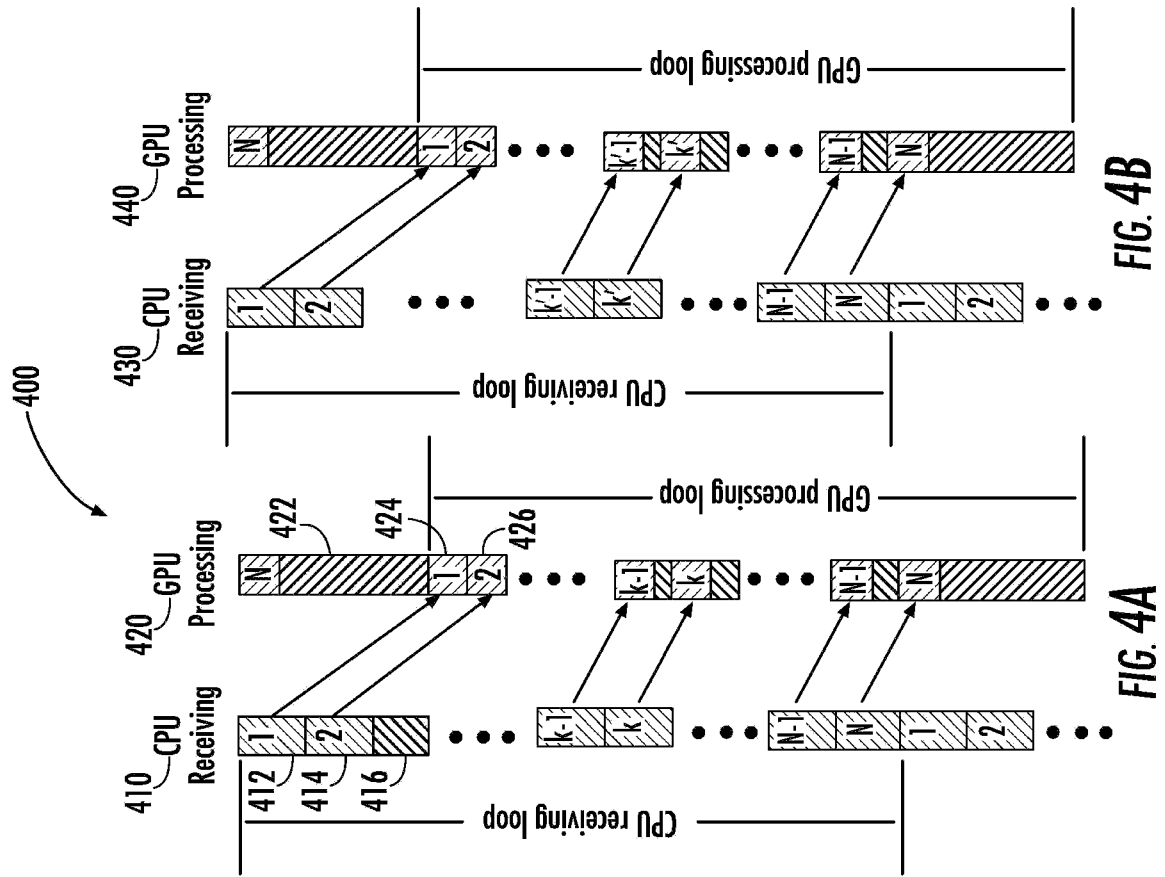 400
410 CPU
Receiving
420 GPU
Processing
CPU receiving loop
1
2
412
414
416
k-1
k
N-1
N
1
2
N
422
1
424
2
426
k-1
k
N-1
N
GPU processing loop
FIG. 4A
430 CPU
Receiving
440 GPU
Processing
CPU receiving loop
1
2
k'-1
k'
N-1
N
1
2
N
1
2
k'-1
k'
N-1
N
GPU processing loop
FIG. 4B